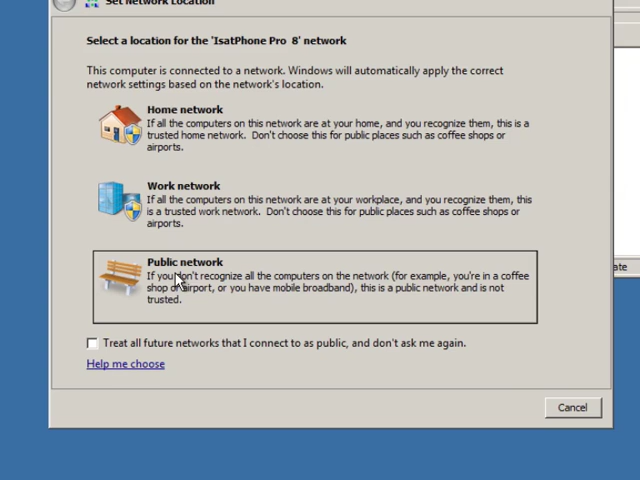 Set Network Location
Select a location for the 'IsatPhone Pro 8' network
This computer is connected to a network. Windows will automatically apply the correct
network settings based on the network's location.
Home network
If all the computers on this network are at your home, and you recognize them, this is a
trusted home network. Don't choose this for public places such as coffee shops or
airports.
Work network
If all the computers on this network are at your workplace, and you recognize them, this
is a trusted work network. Don't choose this for public places such as coffee shops or
airports.
Public network
If you don't recognize all the computers on the network (for example, you're in a coffee
shop or airport, or you have mobile broadband), this is a public network and is not
trusted.
Treat all future networks that I connect to as public, and don't ask me again.
Help me choose
Cancel